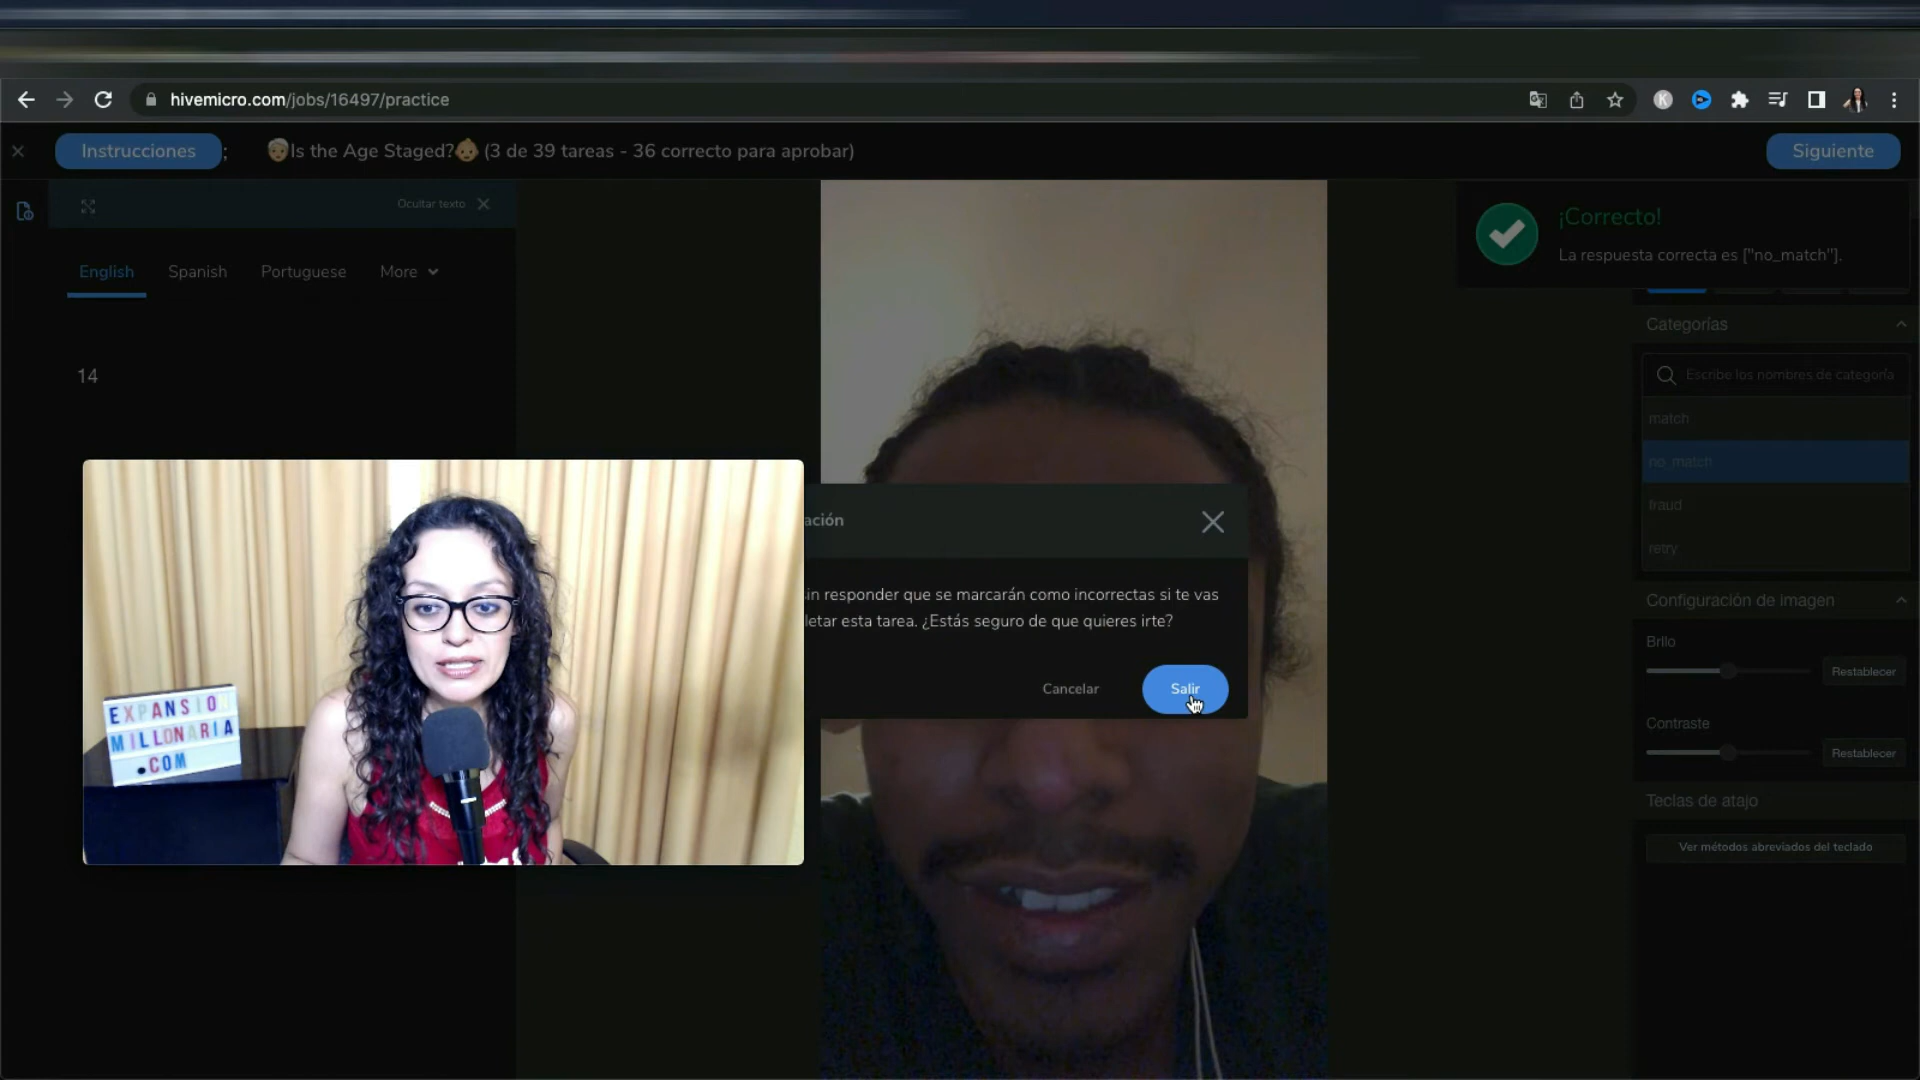 hivemicro.com/jobs/16497/practice
K
Instrucciones ;
Is the Age Staged? (3 de 39 tareas - 36 correcto para aprobar)
Siguiente
Ocultar texto
English Spanish Portuguese More
14
¡Correcto!
La respuesta correcta es ["no_match"].
Categorías
Escribe los nombres de categoría
match
no_match
fraud
retry
Configuración de imagen
Brilo
Restablecer
Contraste
Restablecer
Teclas de atajo
Ver métodos abreviados del teclado
ación
in responder que se marcarán como incorrectas si te vas
letar esta tarea. ¿Estás seguro de que quieres irte?
Cancelar
Salir
EXPANSIO
MILLONARIA
.COM